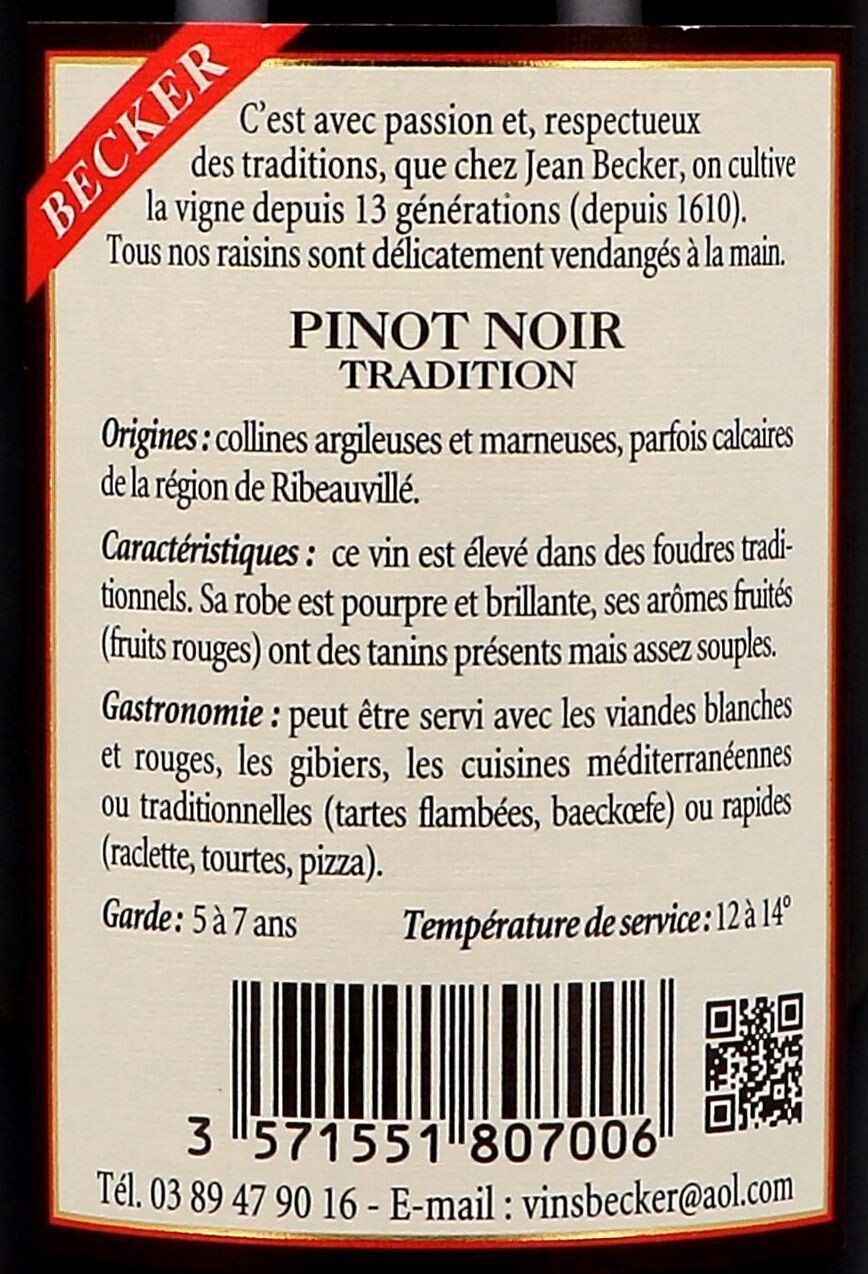 BECKER
C'est avec passion et, respectueux
des traditions, que chez Jean Becker, on cultive
la vigne depuis 13 générations (depuis 1610).
Tous nos raisins sont délicatement vendangés à la main.
PINOT NOIR
TRADITION
Origines : collines argileuses et marneuses, parfois calcaires
de la région de Ribeauvillé.
Caractéristiques : ce vin est élevé dans des foudres tradi-
tionnels. Sa robe est pourpre et brillante, ses arômes fruités
(fruits rouges) ont des tanins présents mais assez souples.
Gastronomie : peut être servi avec les viandes blanches
et rouges, les gibiers, les cuisines méditerranéennes
ou traditionnelles (tartes flambées, baeckœfe) ou rapides
(raclette, tourtes, pizza).
Garde : 5 à 7 ans Température de service : 12 à 14°
3 571551 807006
Tél. 03 89 47 90 16 - E-mail : vinsbecker@aol.com